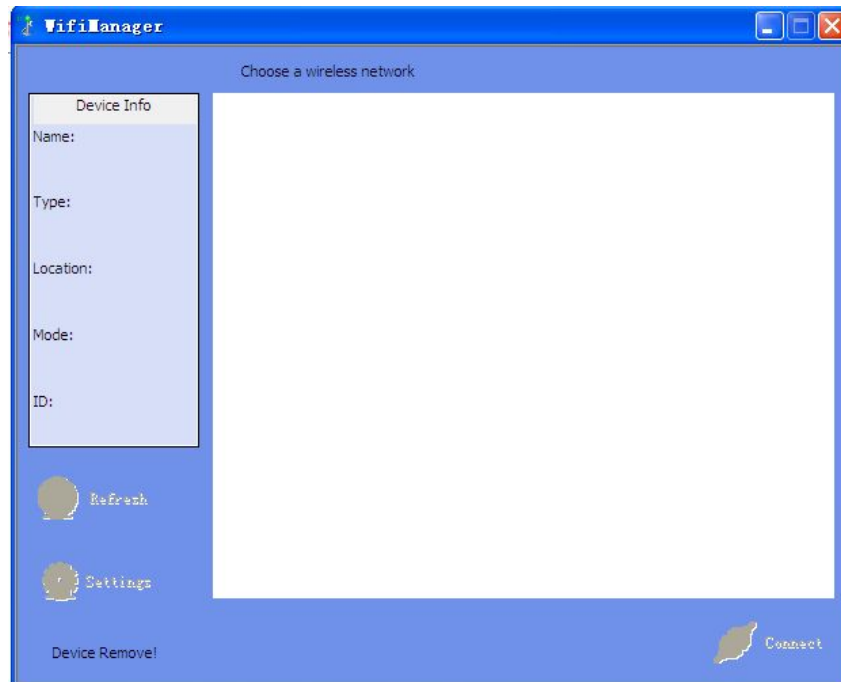 WifiManager
Choose a wireless network
Device Info
Name:
Type:
Location:
Mode:
ID:
Refresh
Settings
Device Remove!
Connect